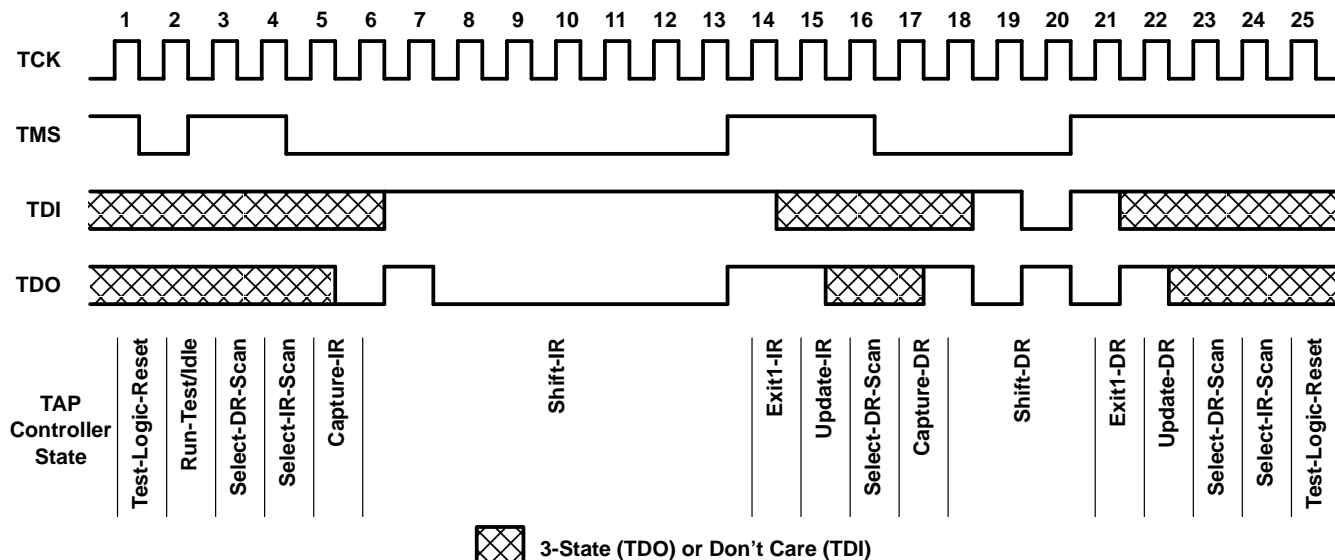 1 2 3 4 5 6 7 8 9 10 11 12 13 14 15 16 17 18 19 20 21 22 23 24 25
TCK
TMS
TDI
TDO
TAP
Controller
State
Test-Logic-Reset
Run-Test/Idle
Select-DR-Scan
Select-IR-Scan
Capture-IR
Shift-IR
Exit1-IR
Update-IR
Select-DR-Scan
Capture-DR
Shift-DR
Exit1-DR
Update-DR
Select-DR-Scan
Select-IR-Scan
Test-Logic-Reset
3-State (TDO) or Don’t Care (TDI)